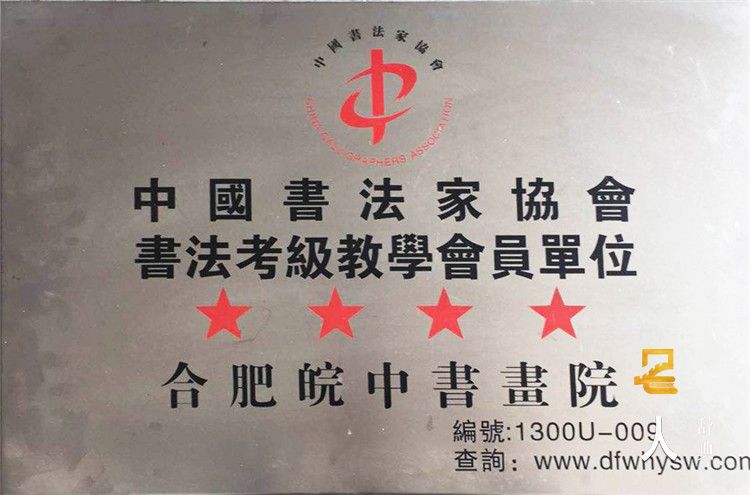 中國書法家協會
CHINA CALLIGRAPHERS ASSOCIATION
中國書法家協會
書法考級教學會員單位
合肥皖中書畫院
編號:1300U-009
查詢: www.dfwhysw.com
人